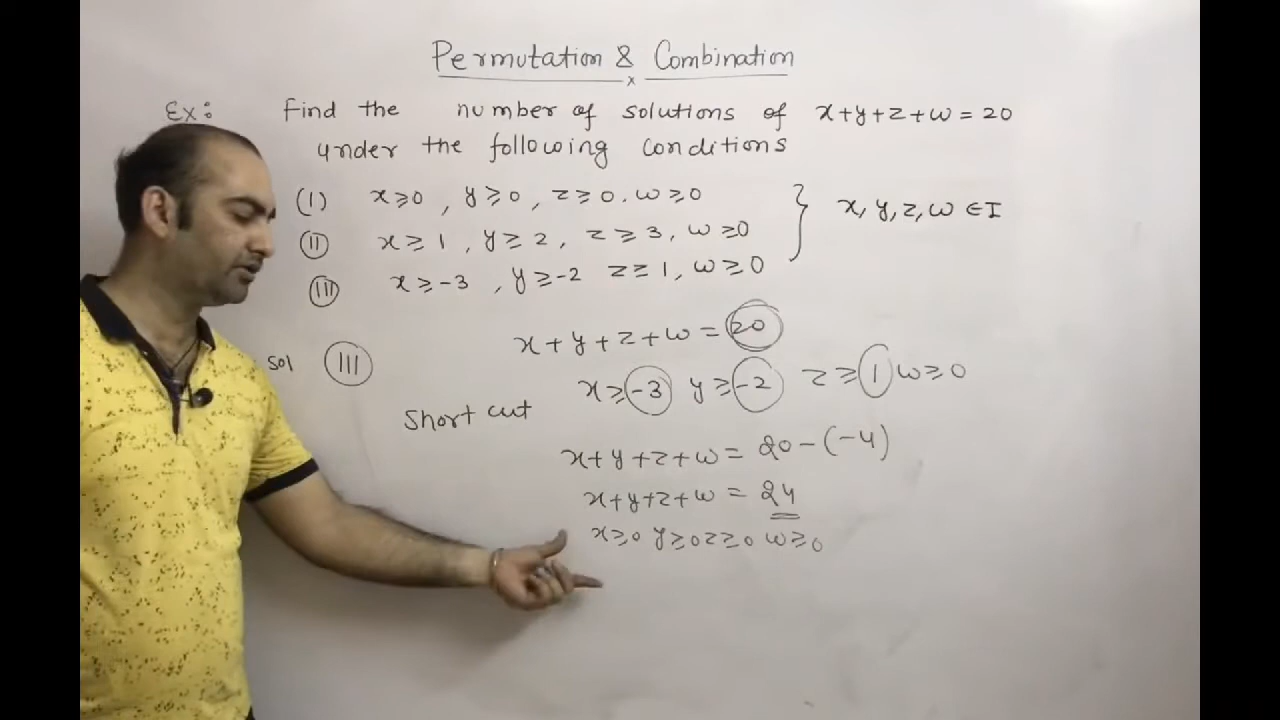 Permutation & Combination
x
Ex: Find the number of solutions of x+y+z+w=20
under the following conditions
(I) x≥0, y≥0, z≥0. w≥0
(II) x≥1, y≥2, z≥3, w≥0 } x, y, z, w ∈ I
(III) x≥-3, y≥-2 z≥1, w≥0
x+y+z+w=20
Sol (III) x≥-3 y≥-2 z≥1 w≥0
Short cut
x+y+z+w=20-(-4)
x+y+z+w=24
x≥0 y≥0 z≥0 w≥0